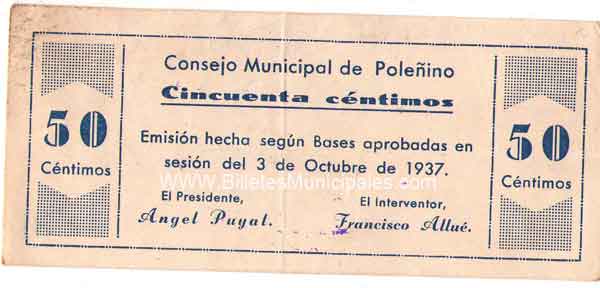 Consejo Municipal de Poleñino
Cincuenta céntimos
50
Céntimos
Emisión hecha según Bases aprobadas en
sesión del 3 de Octubre de 1937.
www.BilletesMunicipales.com
El Presidente,
Angel Puyal.
El Interventor,
Francisco Allué.
50
Céntimos